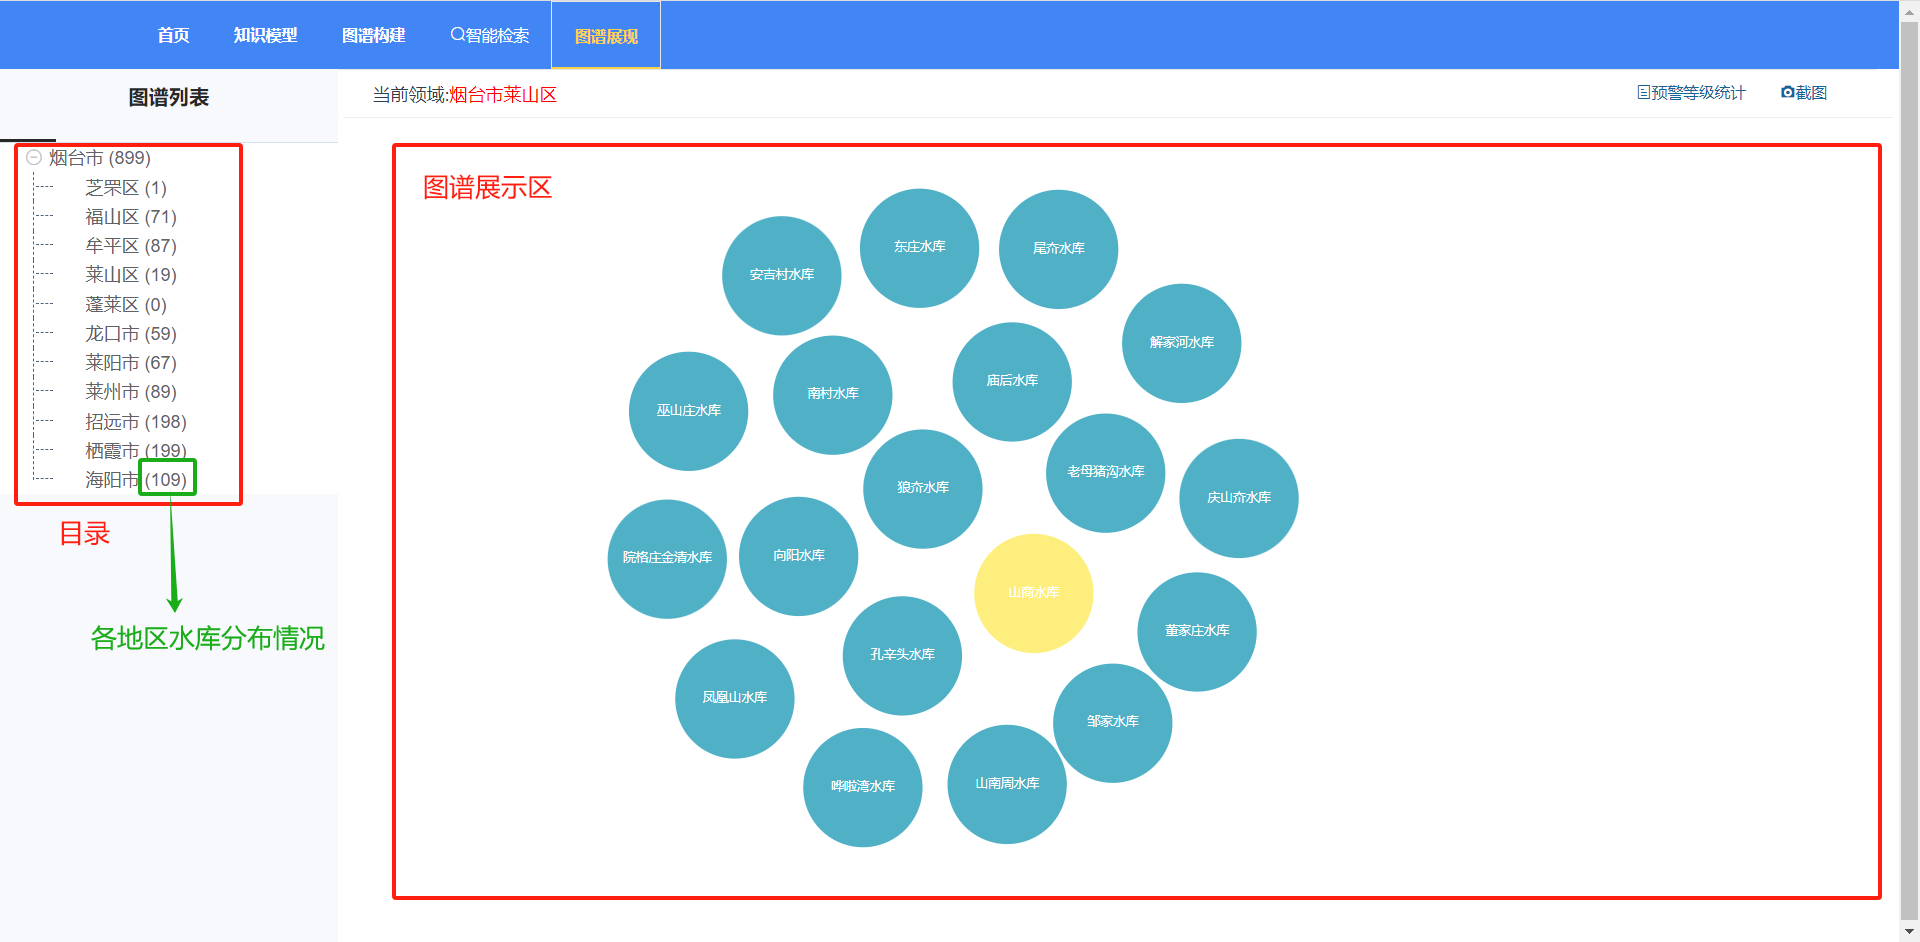 首页
知识模型
图谱构建
智能检索
图谱展现
图谱列表
当前领域:烟台市莱山区
预警等级统计
截图
烟台市 (899)
芝罘区 (1)
福山区 (71)
牟平区 (87)
莱山区 (19)
蓬莱区 (0)
龙口市 (59)
莱阳市 (67)
莱州市 (89)
招远市 (198)
栖霞市 (199)
海阳市 (109)
目录
各地区水库分布情况
图谱展示区
东庄水库
尾夼水库
安吉村水库
解家河水库
庙后水库
南村水库
巫山庄水库
老母猪沟水库
狼夼水库
庆山夼水库
向阳水库
院格庄金清水库
山商水库
董家庄水库
孔辛头水库
凤凰山水库
邹家水库
山南周水库
哗啦湾水库